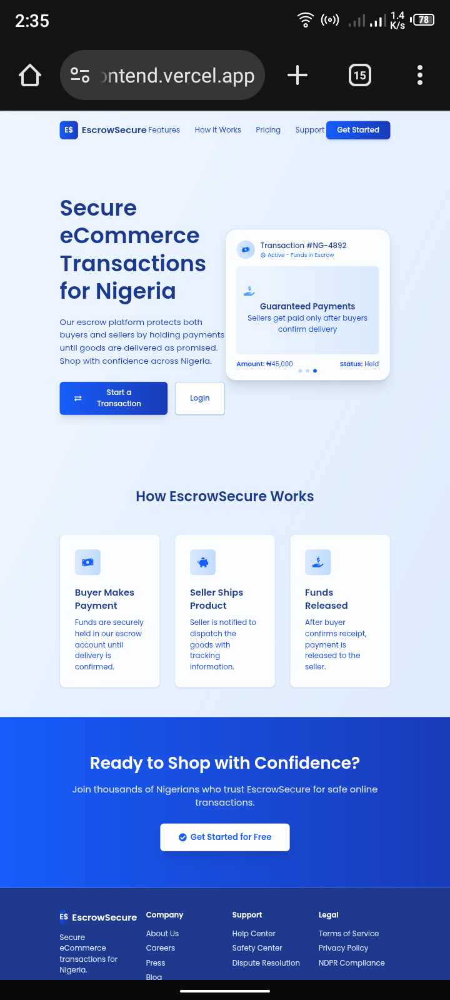 2:35
1.4
K/s
78
ntend.vercel.app
15
E$ EscrowSecure Features How It Works Pricing Support Get Started
Secure
eCommerce
Transactions
for Nigeria
Our escrow platform protects both
buyers and sellers by holding payments
until goods are delivered as promised.
Shop with confidence across Nigeria.
Start a
Transaction
Login
Transaction #NG-4892
Active - Funds in Escrow
Guaranteed Payments
Sellers get paid only after buyers
confirm delivery
Amount: ₦45,000 Status: Held
How EscrowSecure Works
Buyer Makes
Payment
Funds are securely
held in our escrow
account until
delivery is
confirmed.
Seller Ships
Product
Seller is notified to
dispatch the
goods with
tracking
information.
Funds
Released
After buyer
confirms receipt,
payment is
released to the
seller.
Ready to Shop with Confidence?
Join thousands of Nigerians who trust EscrowSecure for safe online
transactions.
Get Started for Free
E$ EscrowSecure
Secure
eCommerce
transactions for
Nigeria.
Company
About Us
Careers
Press
Blog
Support
Help Center
Safety Center
Dispute Resolution
Legal
Terms of Service
Privacy Policy
NDPR Compliance